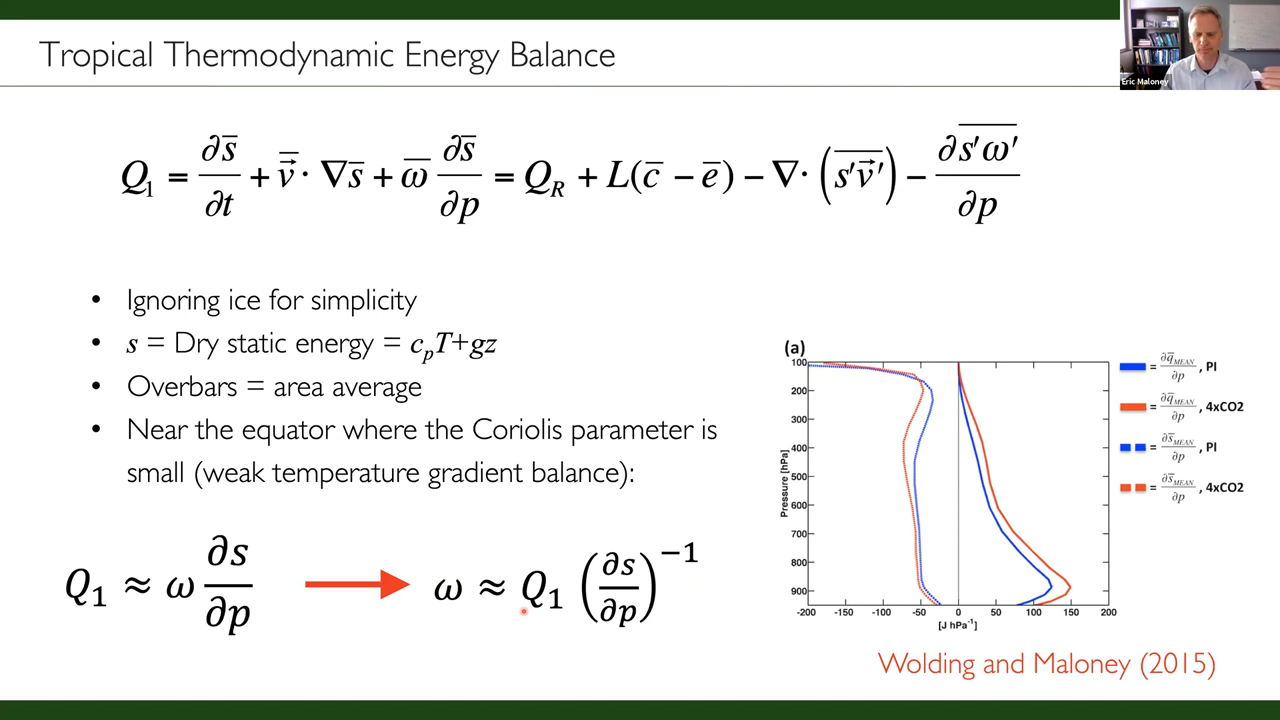 Tropical Thermodynamic Energy Balance
Eric Maloney
Q₁ = ∂s̅/∂t + v̅⃗ · ∇s̅ + ω̅ ∂s̅/∂p = Q_R + L(c̅ − e̅) − ∇· (s′v⃗′)̅ − ∂(s′ω′)̅/∂p
• Ignoring ice for simplicity
• s = Dry static energy = cₚT+gz
• Overbars = area average
• Near the equator where the Coriolis parameter is
small (weak temperature gradient balance):
Q₁ ≈ ω ∂s/∂p
ω ≈ Q₁ (∂s/∂p)⁻¹
(a)
100
200
300
400
500
600
700
800
900
Pressure [hPa]
-200 -150 -100 -50 0 50 100 150 200
[J hPa⁻¹]
= ∂q̅_MEAN/∂p , PI
= ∂q̅_MEAN/∂p , 4xCO2
= ∂s̅_MEAN/∂p , PI
= ∂s̅_MEAN/∂p , 4xCO2
Wolding and Maloney (2015)